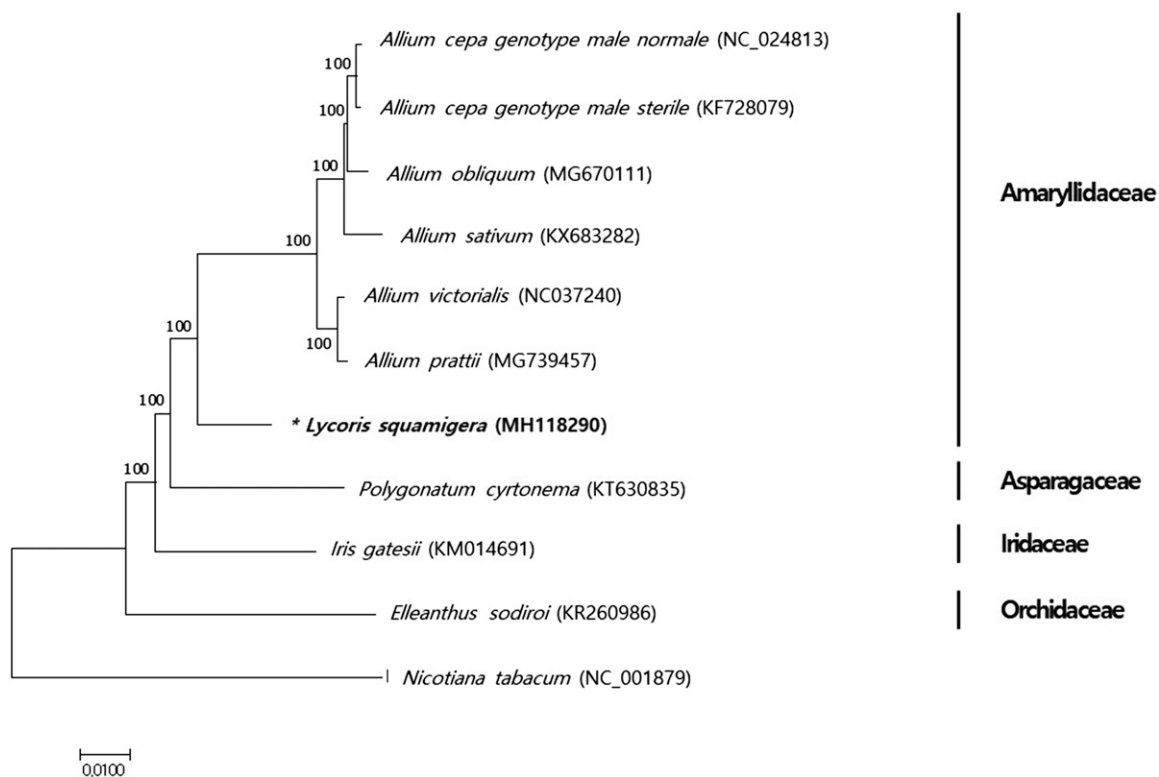 Allium cepa genotype male normale (NC_024813)
100
Allium cepa genotype male sterile (KF728079)
100
100
Allium obliquum (MG670111)
Amaryllidaceae
Allium sativum (KX683282)
100
Allium victorialis (NC037240)
100
100
Allium prattii (MG739457)
100
* Lycoris squamigera (MH118290)
100
Polygonatum cyrtonema (KT630835)
Asparagaceae
Iris gatesii (KM014691)
Iridaceae
Elleanthus sodiroi (KR260986)
Orchidaceae
Nicotiana tabacum (NC_001879)
0.0100